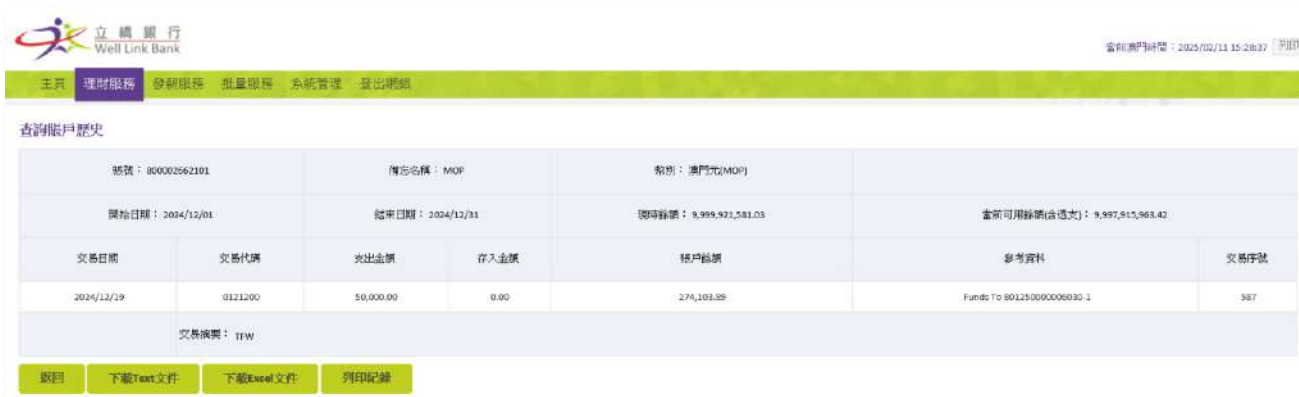 立橋銀行
Well Link Bank
當前澳門時間：2025/02/11 15:28:37 列印
主頁 理財服務 發薪服務 批量服務 系統管理 登出網銀
查詢賬戶歷史
賬號：800002662101 備忘名稱：MOP 幣別：澳門元(MOP)
開始日期：2024/12/01 結束日期：2024/12/31 現時餘額：9,999,921,581.03 當前可用餘額(含透支)：9,997,915,963.42
交易日期 交易代碼 支出金額 存入金額 賬戶餘額 參考資料 交易序號
2024/12/19 0121200 50,000.00 0.00 274,103.89 Funds To 801250000006030-1 587
交易摘要：TFW
返回 下載Text文件 下載Excel文件 列印紀錄